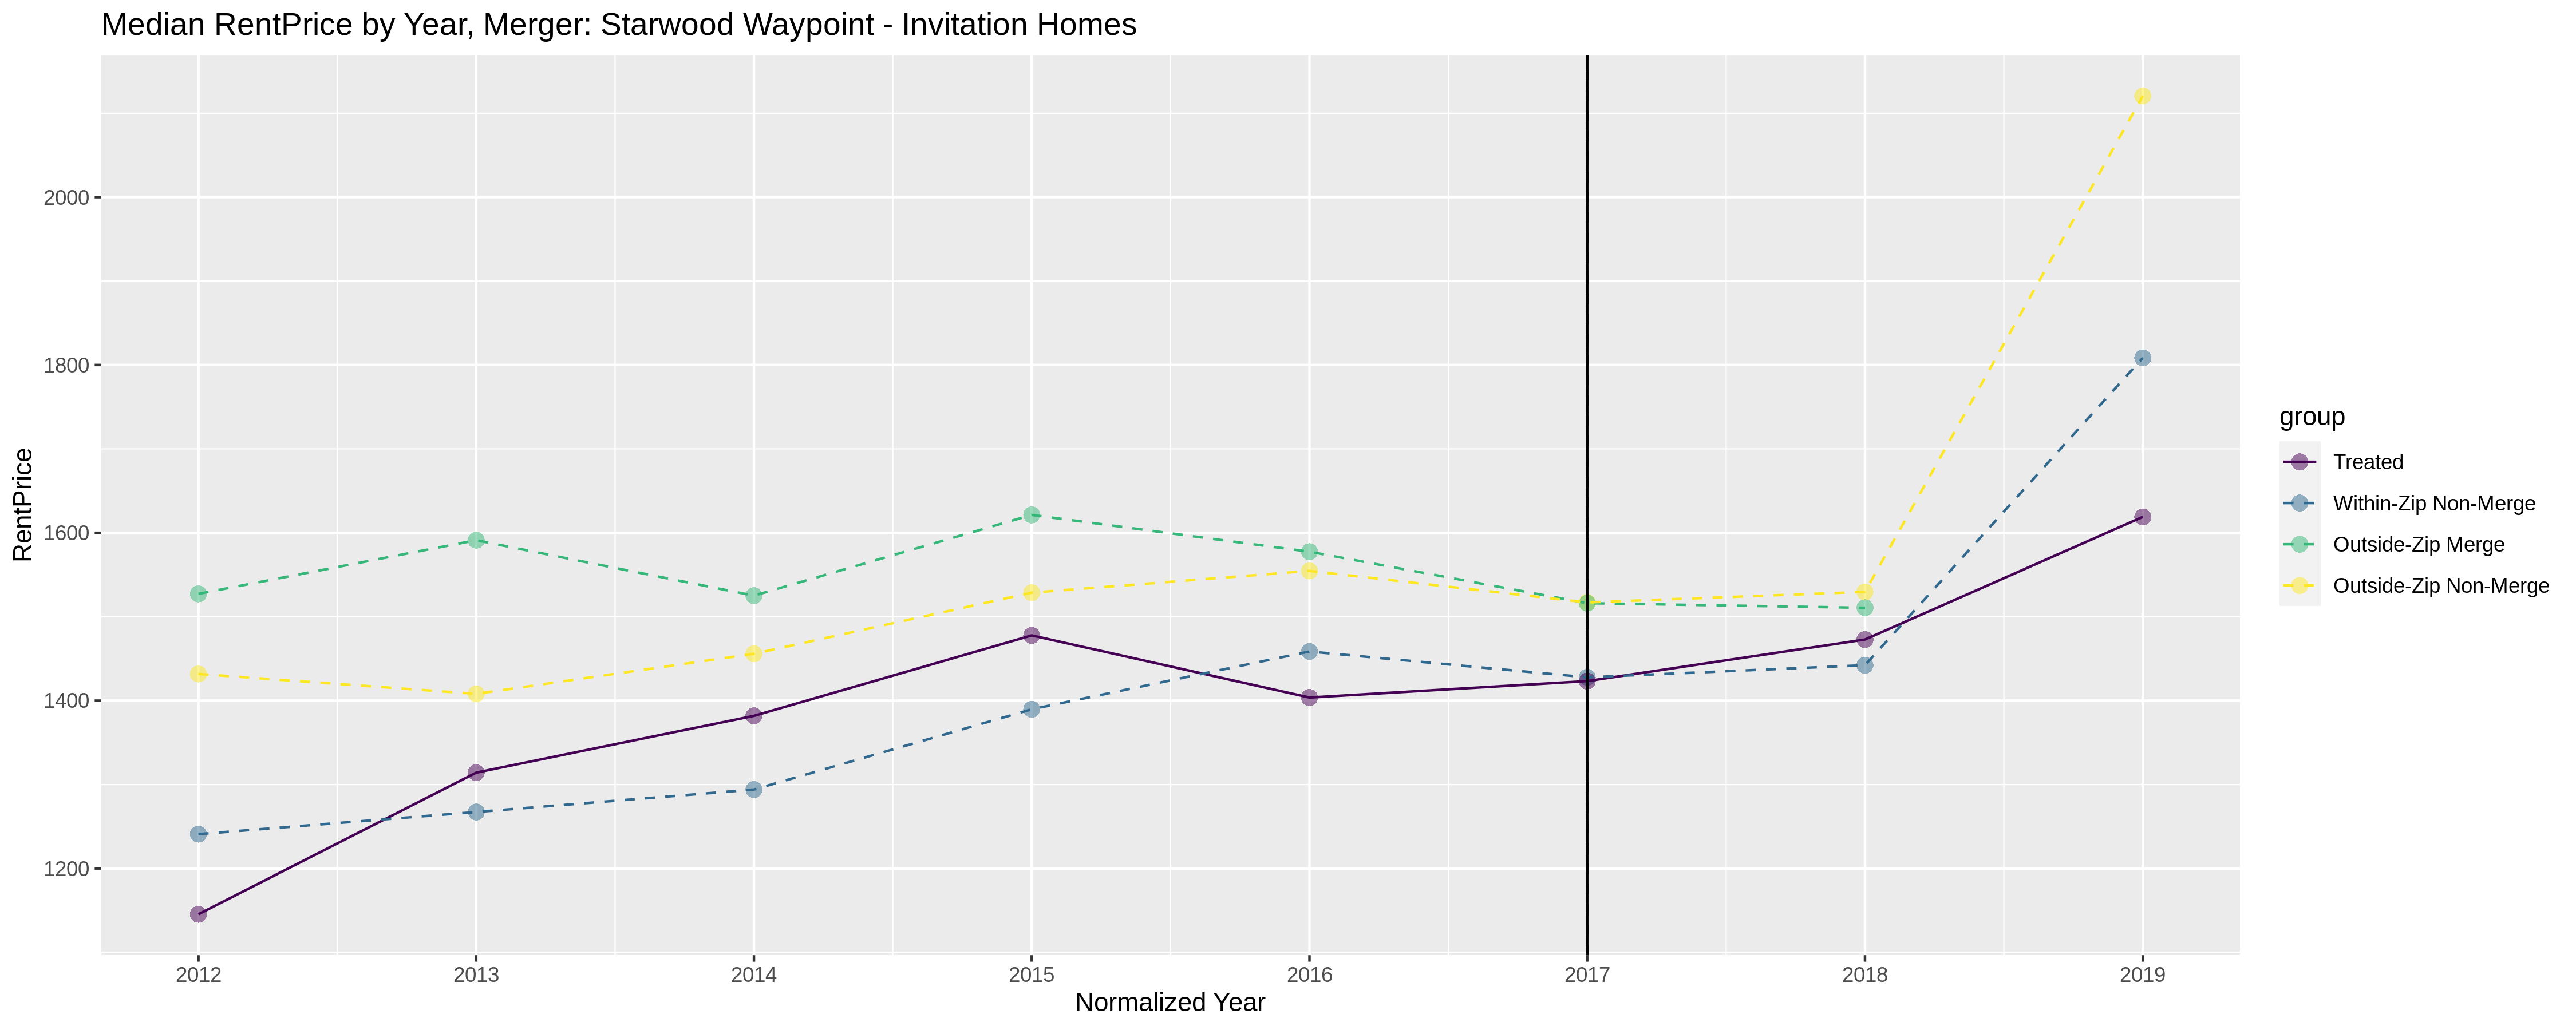 Median RentPrice by Year, Merger: Starwood Waypoint - Invitation Homes
RentPrice
2000
1800
1600
1400
1200
2012 2013 2014 2015 2016 2017 2018 2019
Normalized Year
group
Treated
Within-Zip Non-Merge
Outside-Zip Merge
Outside-Zip Non-Merge